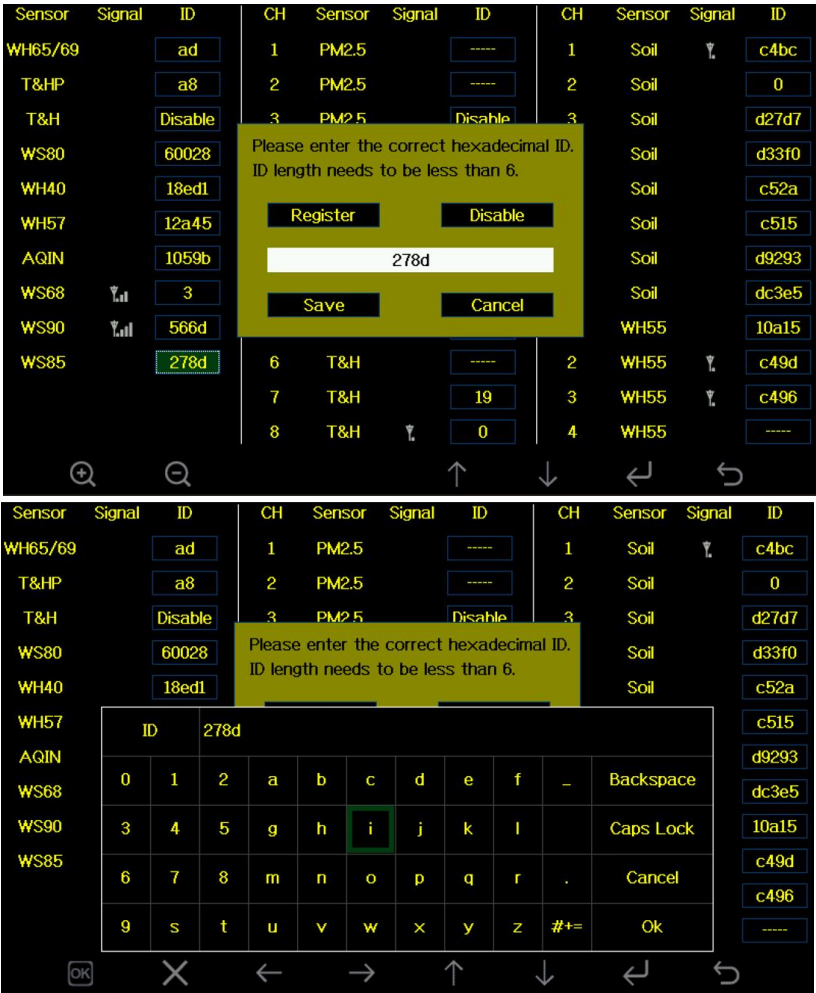 Sensor Signal ID CH Sensor Signal ID CH Sensor Signal ID
WH65/69 ad 1 PM2.5 ----- 1 Soil c4bc
T&HP a8 2 PM2.5 ----- 2 Soil 0
T&H Disable 3 PM2.5 Disable 3 Soil d27d7
Please enter the correct hexadecimal ID.
ID length needs to be less than 6.
Register Disable
278d
Save Cancel
WS80 60028 Soil d33f0
WH40 18ed1 Soil c52a
WH57 12a45 Soil c515
AQIN 1059b Soil d9293
WS68 3 Soil dc3e5
WS90 566d WH55 10a15
WS85 278d 6 T&H ----- 2 WH55 c49d
7 T&H 19 3 WH55 c496
8 T&H 0 4 WH55 -----
Sensor Signal ID CH Sensor Signal ID CH Sensor Signal ID
WH65/69 ad 1 PM2.5 ----- 1 Soil c4bc
T&HP a8 2 PM2.5 ----- 2 Soil 0
T&H Disable 3 PM2.5 Disable 3 Soil d27d7
Please enter the correct hexadecimal ID.
ID length needs to be less than 6.
WS80 60028 Soil d33f0
WH40 18ed1 Soil c52a
WH57 c515
AQIN d9293
WS68 dc3e5
WS90 10a15
WS85 c49d
c496
-----
ID 278d
0 1 2 a b c d e f _ Backspace
3 4 5 g h i j k l Caps Lock
6 7 8 m n o p q r . Cancel
9 s t u v w x y z #+= Ok
OK